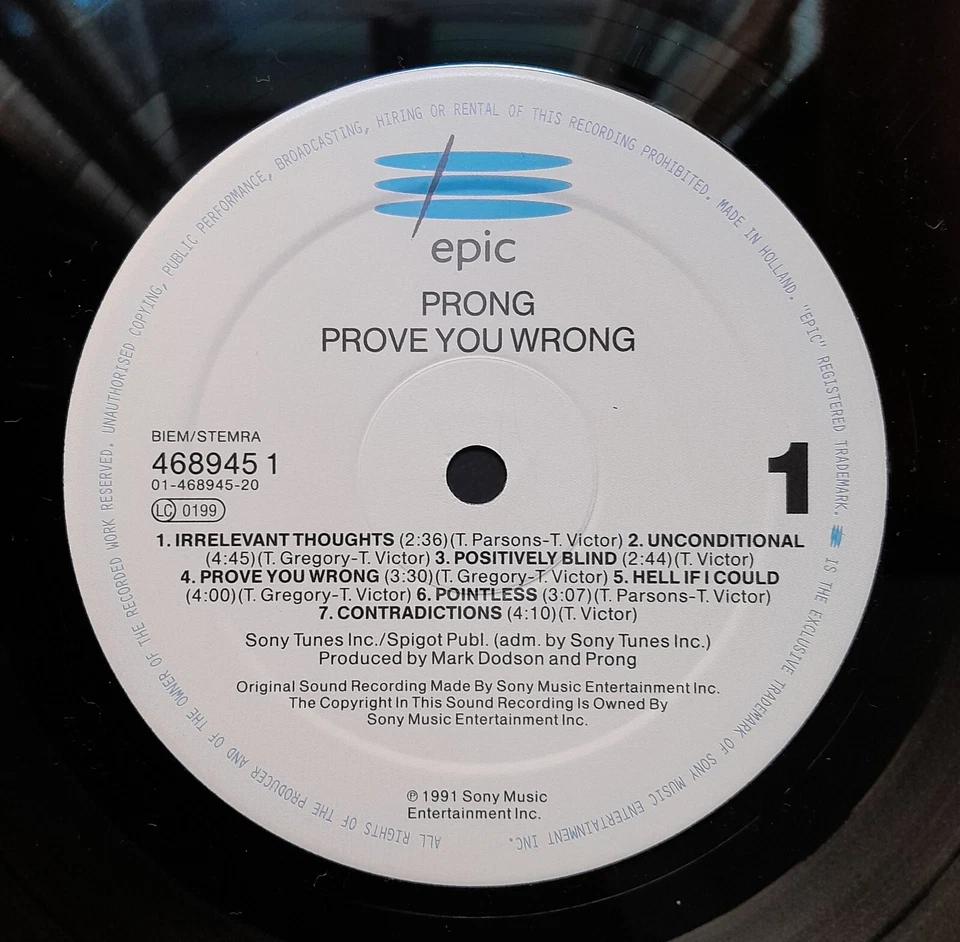 ALL RIGHTS OF THE PRODUCER AND OF THE OWNER OF THE RECORDED WORK RESERVED. UNAUTHORISED COPYING, PUBLIC PERFORMANCE, BROADCASTING, HIRING OR RENTAL OF THIS RECORDING PROHIBITED. MADE IN HOLLAND. "EPIC" REGISTERED TRADEMARK. IS THE EXCLUSIVE TRADEMARK OF SONY MUSIC ENTERTAINMENT INC.
epic
PRONG
PROVE YOU WRONG
BIEM/STEMRA
468945 1
01-468945-20
LC 0199
1
1. IRRELEVANT THOUGHTS (2:36)(T. Parsons-T. Victor) 2. UNCONDITIONAL
(4:45)(T. Gregory-T. Victor) 3. POSITIVELY BLIND (2:44)(T. Victor)
4. PROVE YOU WRONG (3:30)(T. Gregory-T. Victor) 5. HELL IF I COULD
(4:00)(T. Gregory-T. Victor) 6. POINTLESS (3:07)(T. Parsons-T. Victor)
7. CONTRADICTIONS (4:10)(T. Victor)
Sony Tunes Inc./Spigot Publ. (adm. by Sony Tunes Inc.)
Produced by Mark Dodson and Prong
Original Sound Recording Made By Sony Music Entertainment Inc.
The Copyright In This Sound Recording Is Owned By
Sony Music Entertainment Inc.
℗ 1991 Sony Music
Entertainment Inc.